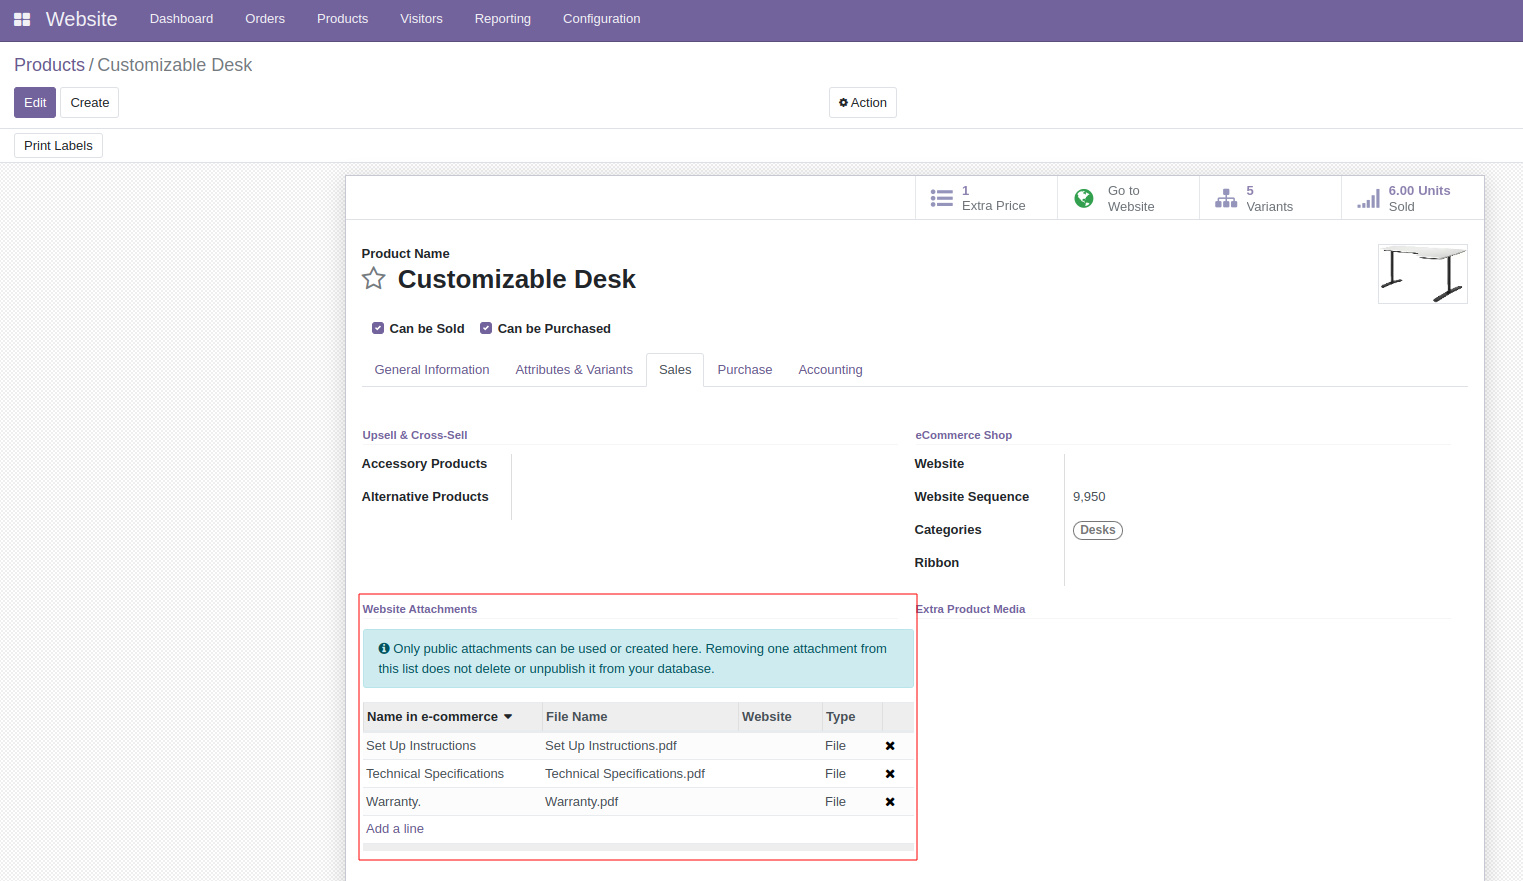 Website Dashboard Orders Products Visitors Reporting Configuration
Products / Customizable Desk
Edit Create Action
Print Labels
1 Extra Price
Go to Website
5 Variants
6.00 Units Sold
Product Name
Customizable Desk
Can be Sold Can be Purchased
General Information Attributes & Variants Sales Purchase Accounting
Upsell & Cross-Sell
Accessory Products
Alternative Products
eCommerce Shop
Website
Website Sequence 9,950
Categories Desks
Ribbon
Website Attachments
Only public attachments can be used or created here. Removing one attachment from
this list does not delete or unpublish it from your database.
Name in e-commerce File Name Website Type
Set Up Instructions Set Up Instructions.pdf File
Technical Specifications Technical Specifications.pdf File
Warranty. Warranty.pdf File
Add a line
Extra Product Media